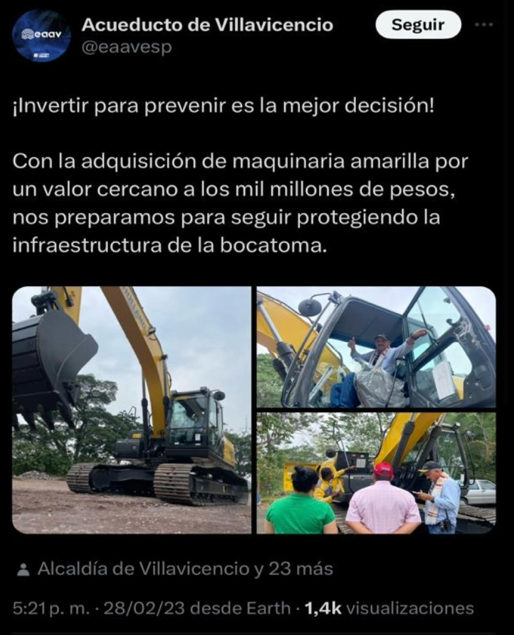 eaav
Acueducto de Villavicencio
Seguir
@eaavesp
¡Invertir para prevenir es la mejor decisión!
Con la adquisición de maquinaria amarilla por
un valor cercano a los mil millones de pesos,
nos preparamos para seguir protegiendo la
infraestructura de la bocatoma.
Alcaldía de Villavicencio y 23 más
5:21 p. m. · 28/02/23 desde Earth · 1,4k visualizaciones